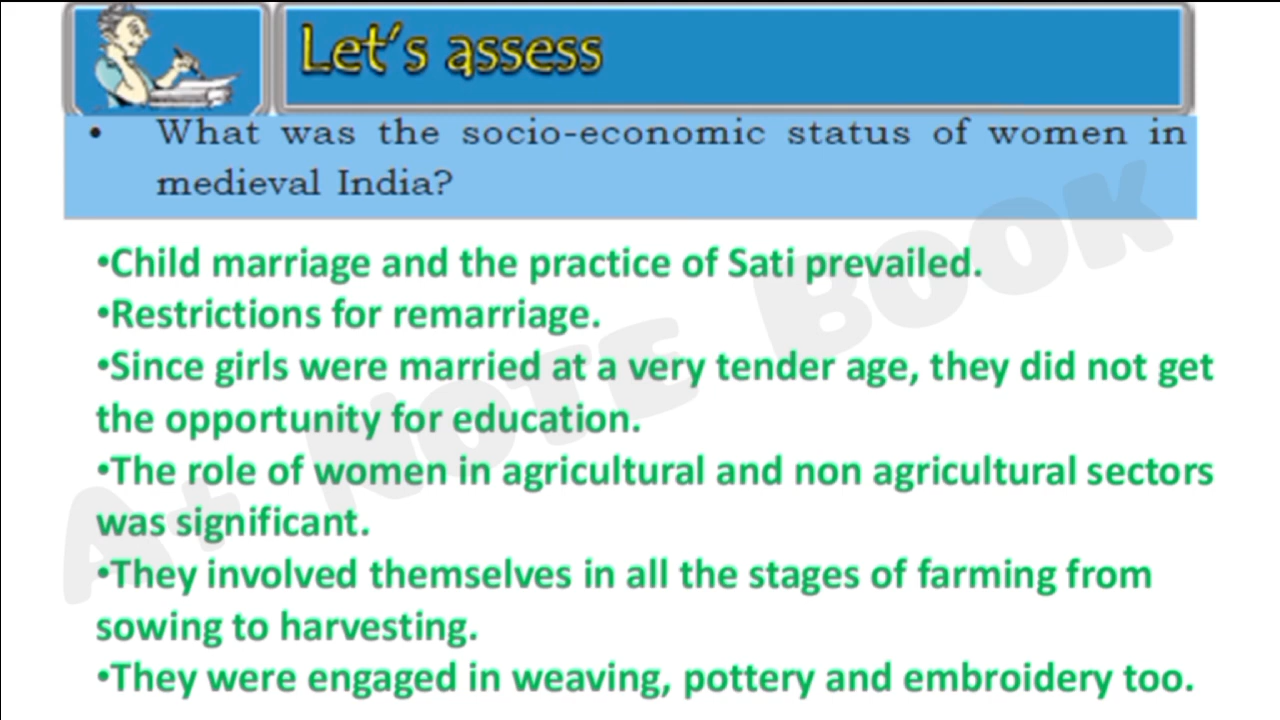 Let's assess
• What was the socio-economic status of women in
medieval India?
•Child marriage and the practice of Sati prevailed.
•Restrictions for remarriage.
•Since girls were married at a very tender age, they did not get
the opportunity for education.
•The role of women in agricultural and non agricultural sectors
was significant.
•They involved themselves in all the stages of farming from
sowing to harvesting.
•They were engaged in weaving, pottery and embroidery too.
A+ NOTE BOOK